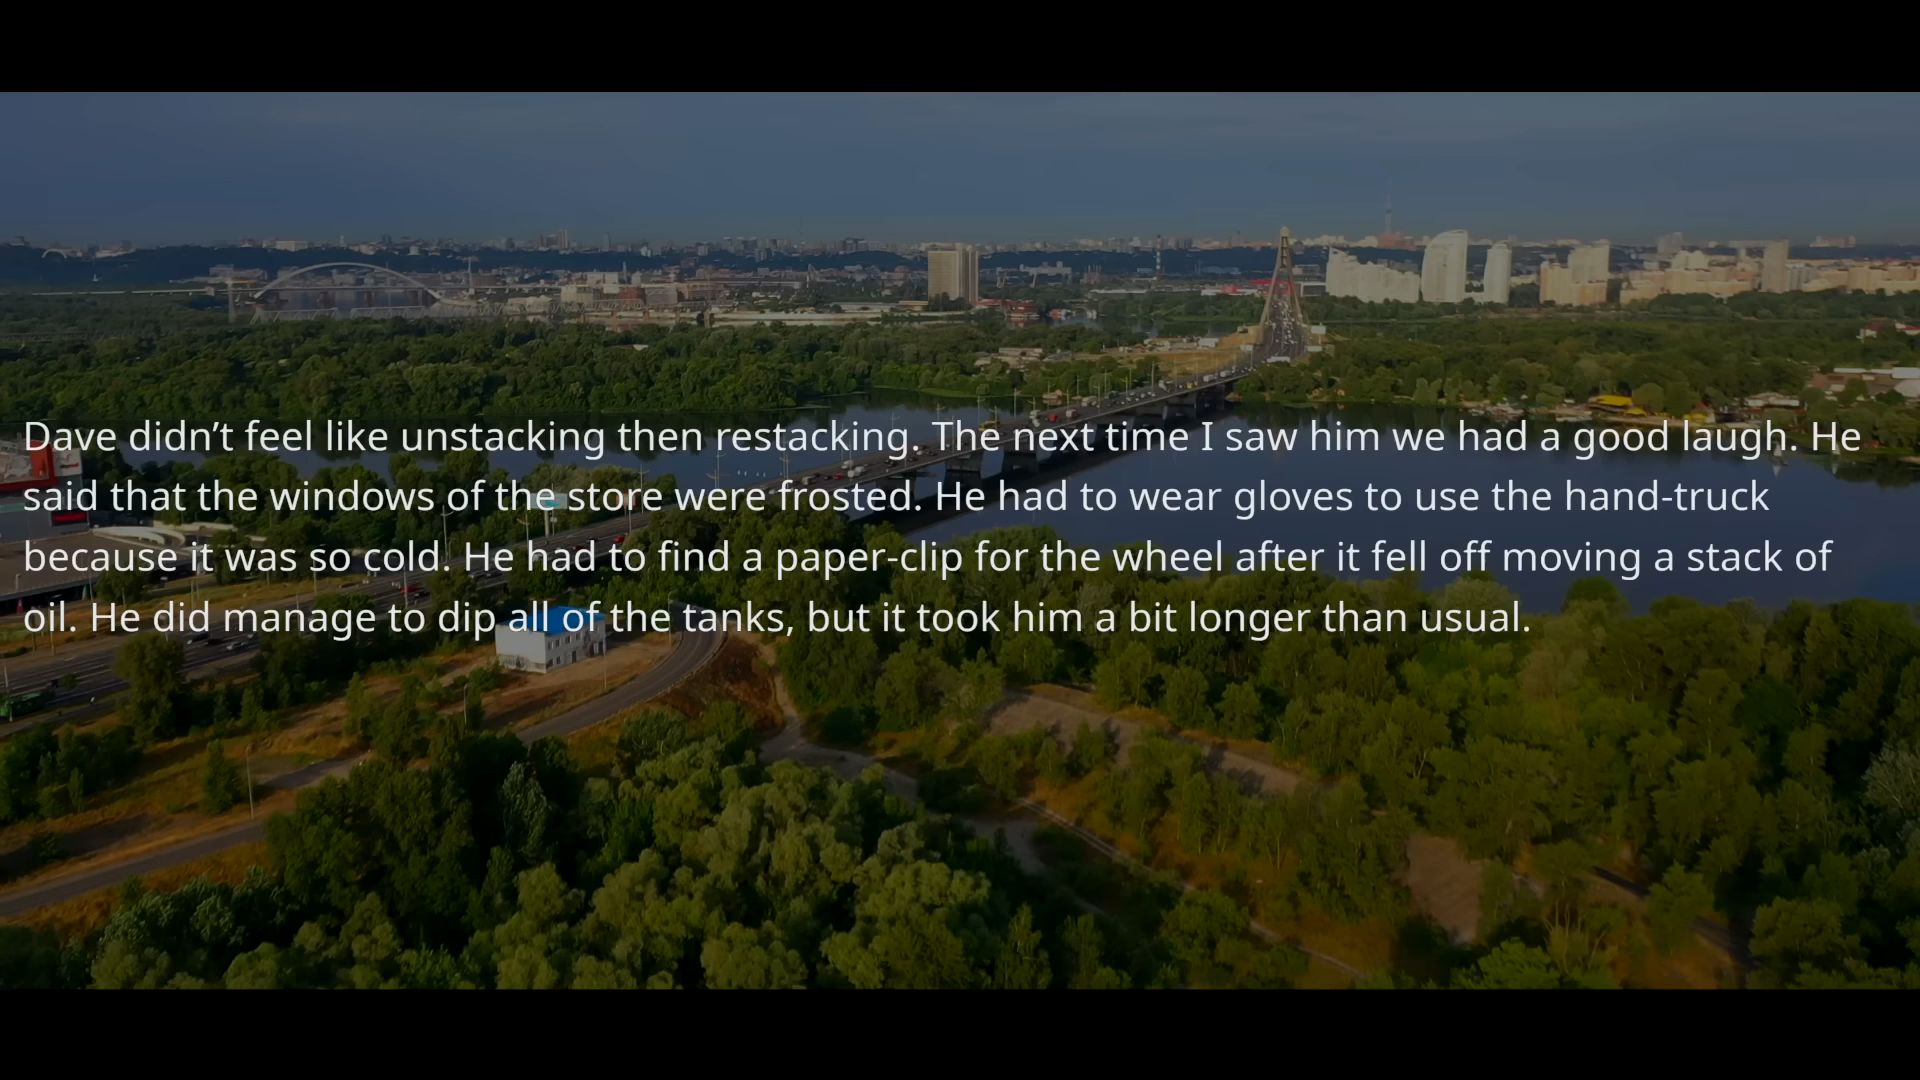 Dave didn’t feel like unstacking then restacking. The next time I saw him we had a good laugh. He
said that the windows of the store were frosted. He had to wear gloves to use the hand-truck
because it was so cold. He had to find a paper-clip for the wheel after it fell off moving a stack of
oil. He did manage to dip all of the tanks, but it took him a bit longer than usual.